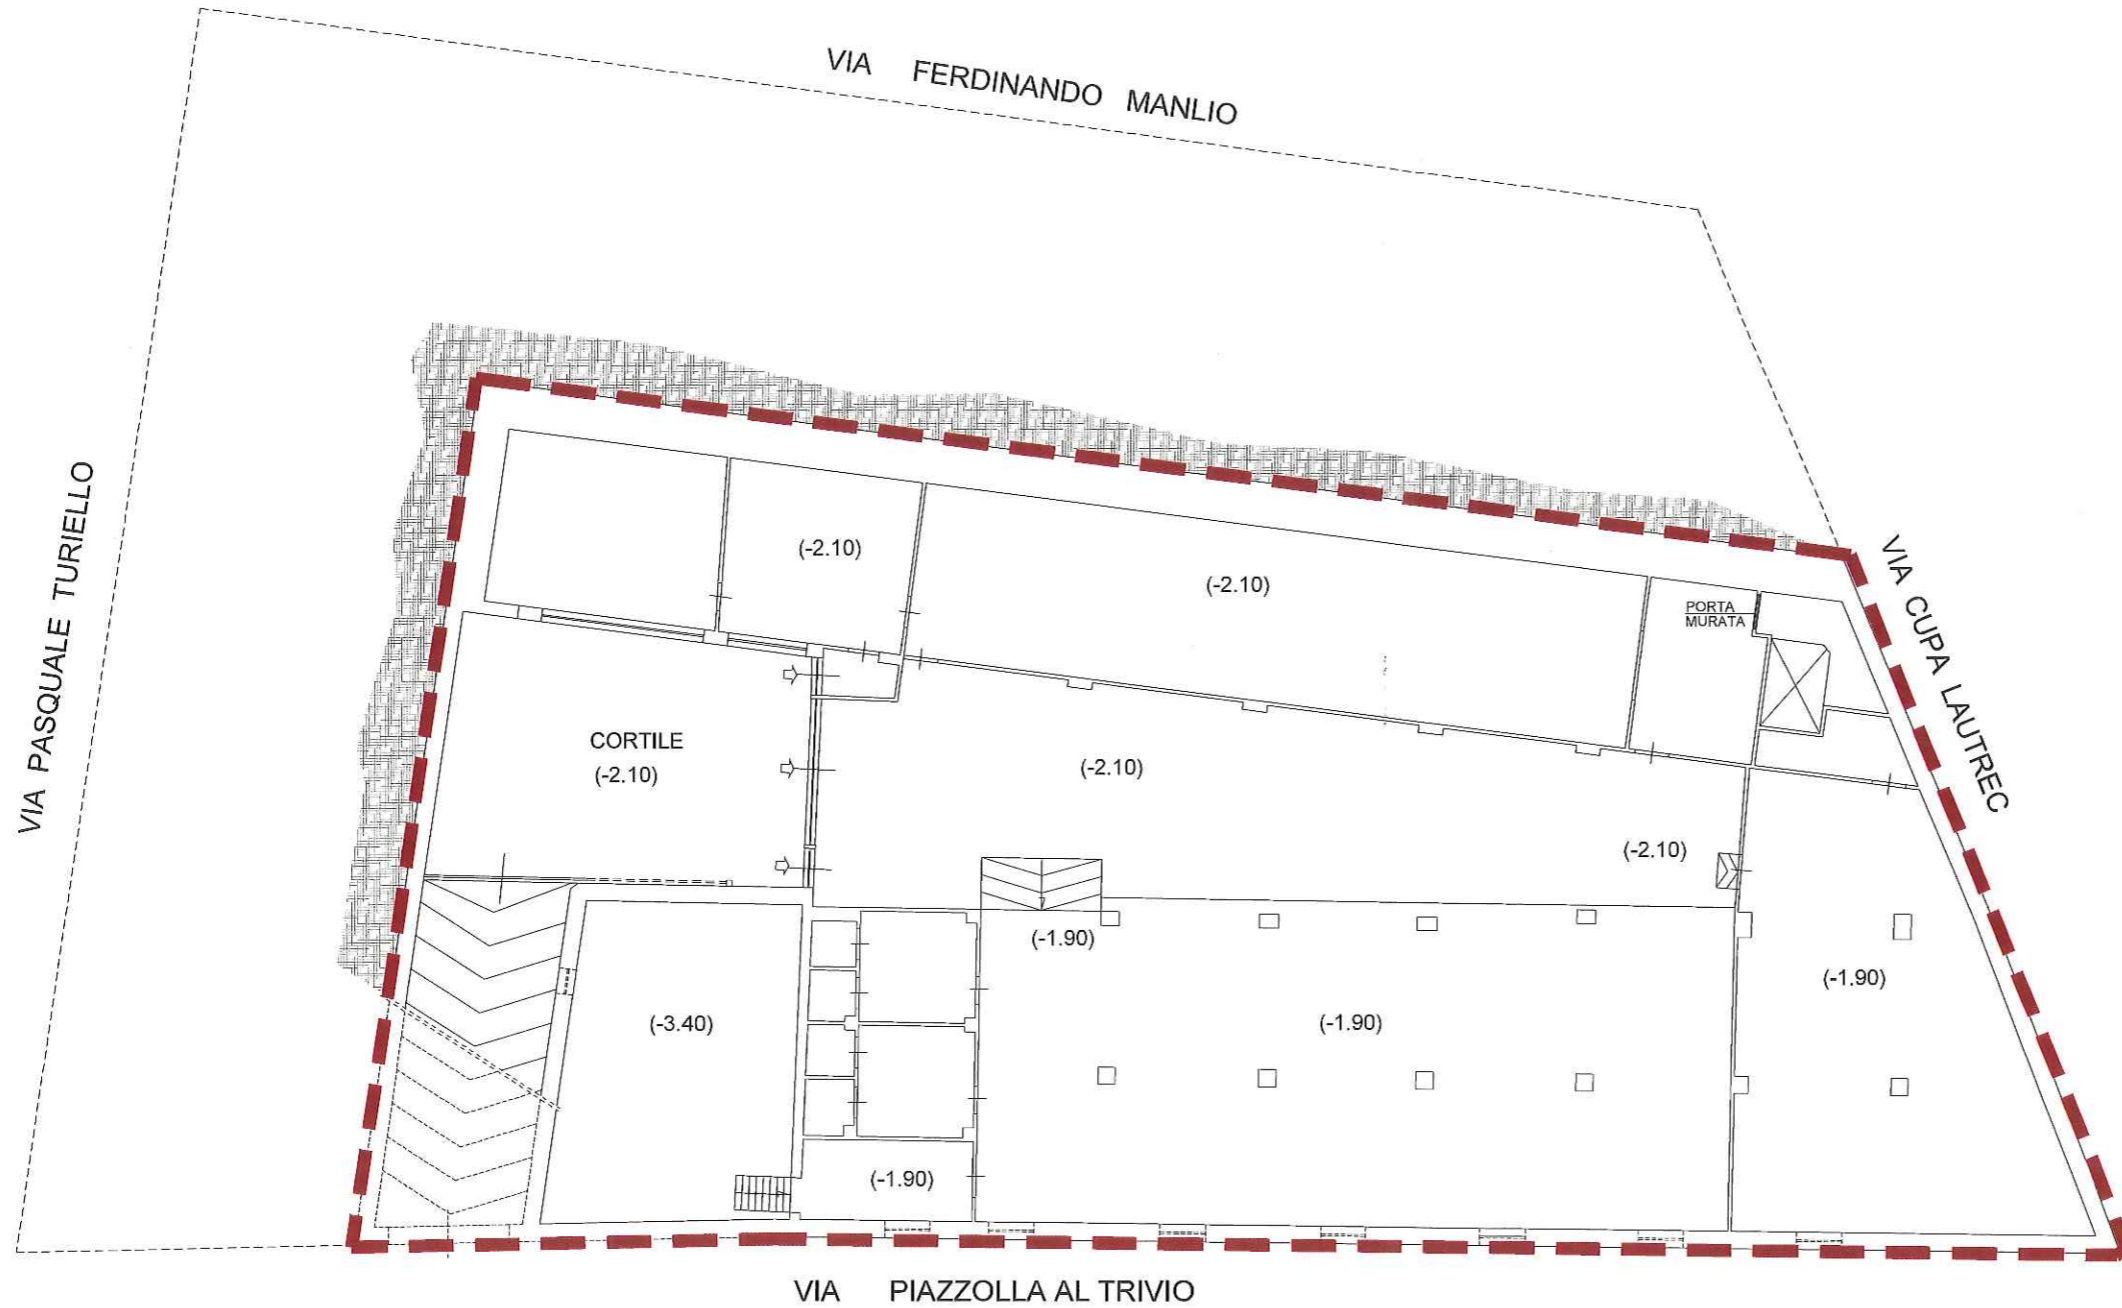 VIA FERDINANDO MANLIO
VIA PASQUALE TURIELLO
VIA CUPA LAUTREC
(-2.10)
(-2.10)
PORTA
MURATA
CORTILE
(-2.10)
(-2.10)
(-2.10)
(-1.90)
(-1.90)
(-3.40)
(-1.90)
(-1.90)
VIA PIAZZOLLA AL TRIVIO